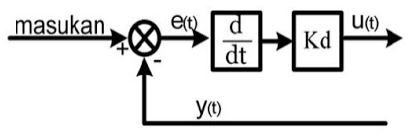 masukan
+
-
e(t)
d
dt
Kd
u(t)
y(t)